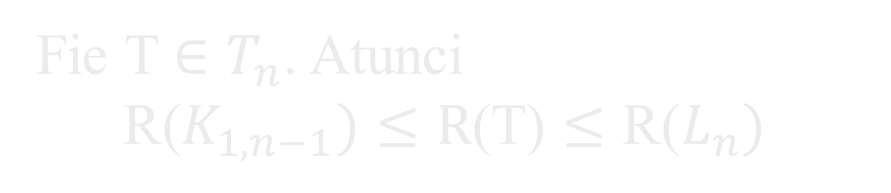 Fie T ∈ 𝑇ₙ. Atunci
R(𝐾₁,ₙ₋₁) ≤ R(T) ≤ R(𝐿ₙ)